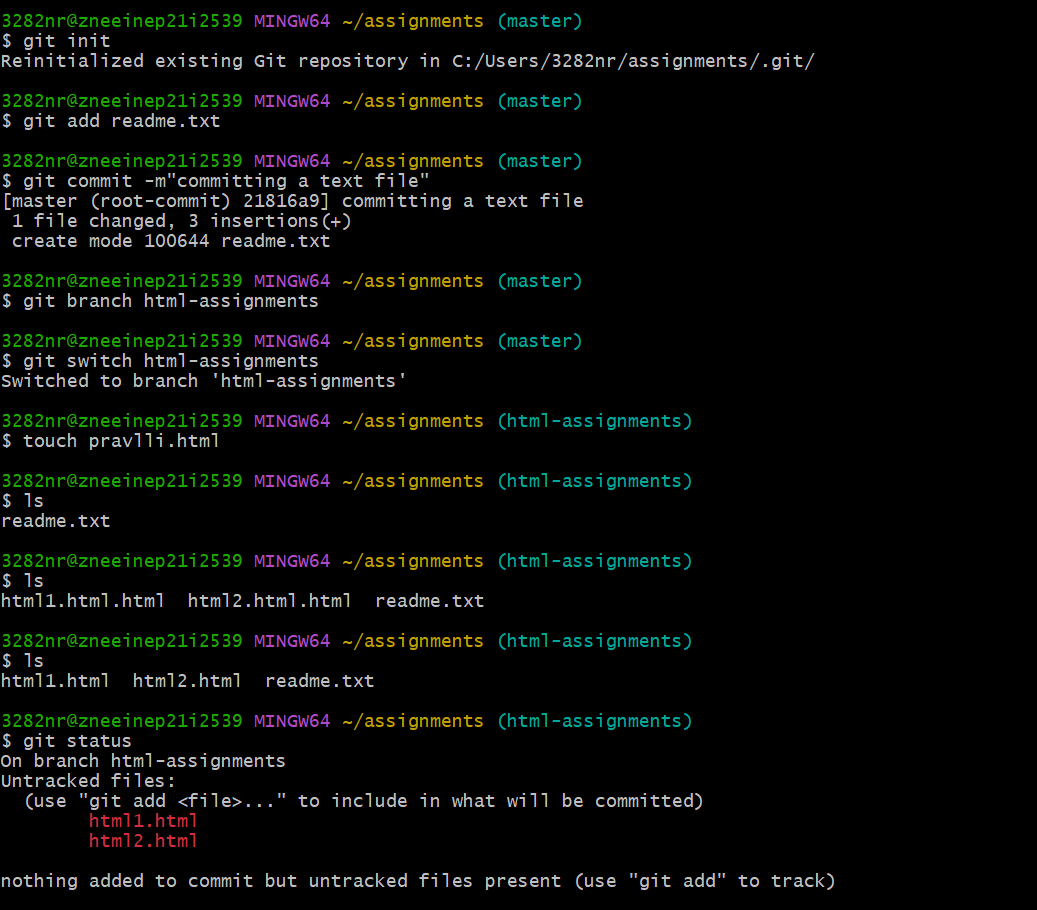 3282nr@zneeinep21i2539 MINGW64 ~/assignments (master)
$ git init
Reinitialized existing Git repository in C:/Users/3282nr/assignments/.git/
3282nr@zneeinep21i2539 MINGW64 ~/assignments (master)
$ git add readme.txt
3282nr@zneeinep21i2539 MINGW64 ~/assignments (master)
$ git commit -m"committing a text file"
[master (root-commit) 21816a9] committing a text file
 1 file changed, 3 insertions(+)
 create mode 100644 readme.txt
3282nr@zneeinep21i2539 MINGW64 ~/assignments (master)
$ git branch html-assignments
3282nr@zneeinep21i2539 MINGW64 ~/assignments (master)
$ git switch html-assignments
Switched to branch 'html-assignments'
3282nr@zneeinep21i2539 MINGW64 ~/assignments (html-assignments)
$ touch pravlli.html
3282nr@zneeinep21i2539 MINGW64 ~/assignments (html-assignments)
$ ls
readme.txt
3282nr@zneeinep21i2539 MINGW64 ~/assignments (html-assignments)
$ ls
html1.html.html  html2.html.html  readme.txt
3282nr@zneeinep21i2539 MINGW64 ~/assignments (html-assignments)
$ ls
html1.html  html2.html  readme.txt
3282nr@zneeinep21i2539 MINGW64 ~/assignments (html-assignments)
$ git status
On branch html-assignments
Untracked files:
  (use "git add <file>..." to include in what will be committed)
        html1.html
        html2.html
nothing added to commit but untracked files present (use "git add" to track)